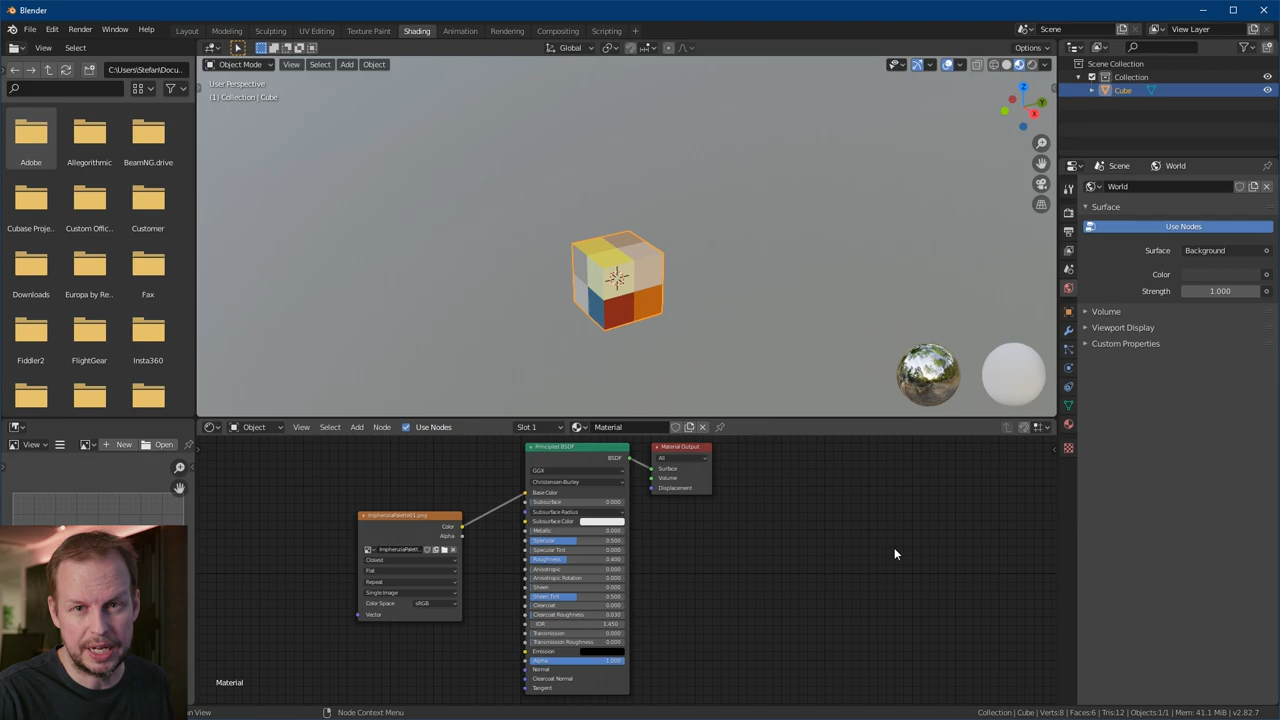 Blender
File Edit Render Window Help Layout Modeling Sculpting UV Editing Texture Paint Shading Animation Compositing Rendering Scripting + Scene View Layer
View Select Global Options
C:\Users\Stefan\Docu... Object Mode View Select Add Object
Scene Collection
Collection
Cube
User Perspective
(1) Collection | Cube
Z
Y
X
Adobe Allegorithmic BeamNG.drive
Scene World
World
Surface
Use Nodes
Cubase Proje.. Custom Offic.. Customer
Surface Background
Color
Strength 1.000
Downloads Europa by Re.. Fax
Volume
Viewport Display
Custom Properties
Fiddler2 FlightGear Insta360
Object View Select Add Node Use Nodes Slot 1 Material
View New Open
Principled BSDF
BSDF
GGX
Christensen-Burley
Base Color
Subsurface 0.000
Subsurface Radius
Subsurface Color
Metallic 0.000
Specular 0.500
Specular Tint 0.000
Roughness 0.400
Anisotropic 0.000
Anisotropic Rotation 0.000
Sheen 0.000
Sheen Tint 0.500
Clearcoat 0.000
Clearcoat Roughness 0.030
IOR 1.450
Transmission 0.000
Transmission Roughness 0.000
Emission
Alpha 1.000
Normal
Clearcoat Normal
Tangent
Material Output
All
Surface
Volume
Displacement
ImphenziaPalette01.png
Color
Alpha
ImphenziaPalett..
Closest
Flat
Repeat
Single Image
Color Space sRGB
Vector
Material
an View Node Context Menu Collection | Cube | Verts:8 | Faces:6 | Tris:12 | Objects:1/1 | Mem: 41.1 MiB | v2.82.7